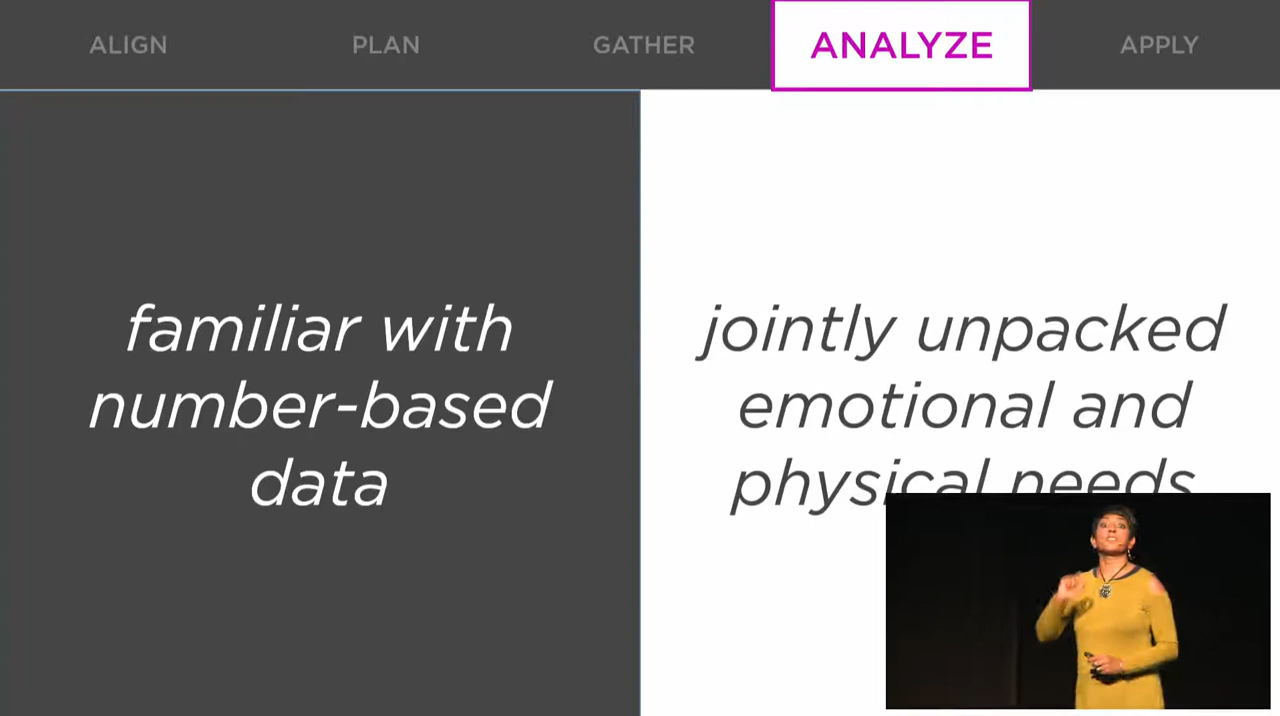 ALIGN PLAN GATHER ANALYZE APPLY
familiar with
number-based
data
jointly unpacked
emotional and
physical needs